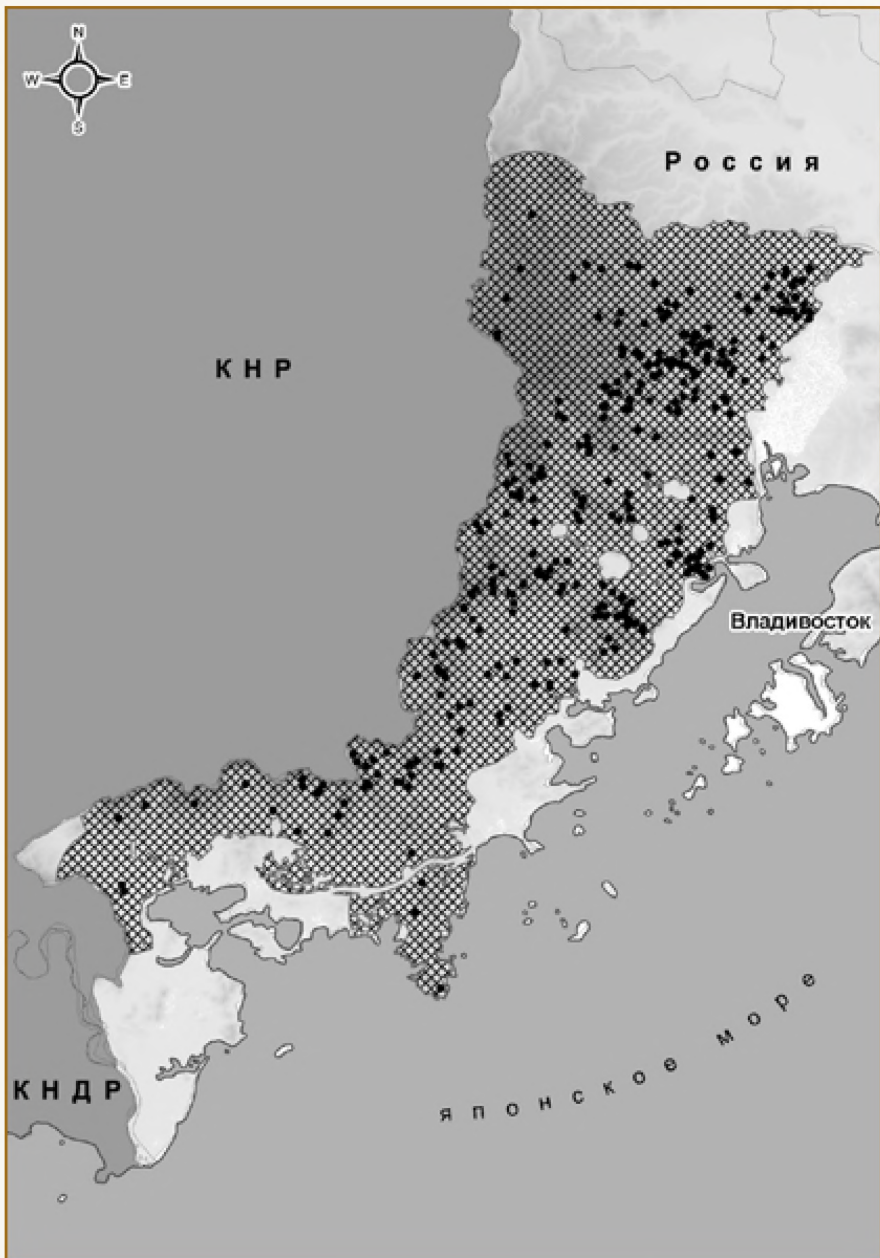 N
W E
S
Россия
КНР
Владивосток
японское море
КНДР